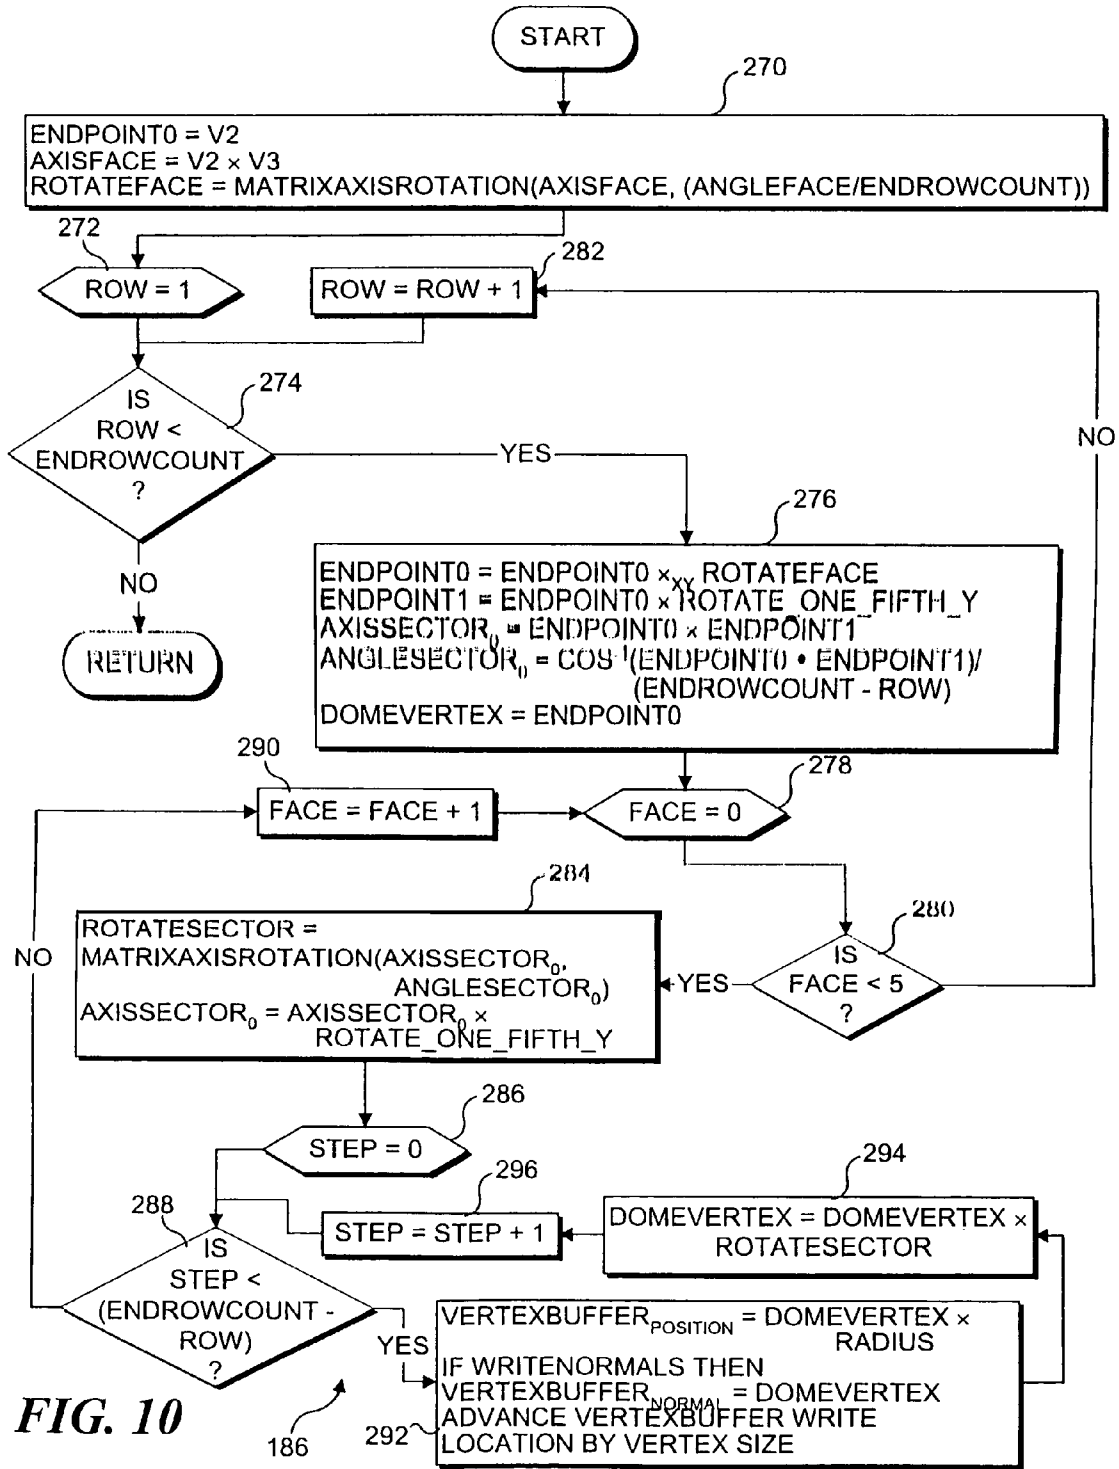 START
270
ENDPOINT0 = V2
AXISFACE = V2 × V3
ROTATEFACE = MATRIXAXISROTATION(AXISFACE, (ANGLEFACE/ENDROWCOUNT))
272
ROW = 1
282
ROW = ROW + 1
274
IS
ROW <
ENDROWCOUNT
?
YES
NO
NO
RETURN
276
ENDPOINT0 = ENDPOINT0 ×XY ROTATEFACE
ENDPOINT1 = ENDPOINT0 × ROTATE_ONE_FIFTH_Y
AXISSECTOR0 = ENDPOINT0 × ENDPOINT1
ANGLESECTOR0 = COS-1(ENDPOINT0 • ENDPOINT1)/
(ENDROWCOUNT - ROW)
DOMEVERTEX = ENDPOINT0
290
FACE = FACE + 1
278
FACE = 0
284
ROTATESECTOR =
MATRIXAXISROTATION(AXISSECTOR0,
ANGLESECTOR0)
AXISSECTOR0 = AXISSECTOR0 ×
ROTATE_ONE_FIFTH_Y
280
IS
FACE < 5
?
YES
NO
286
STEP = 0
296
STEP = STEP + 1
294
DOMEVERTEX = DOMEVERTEX ×
ROTATESECTOR
288
IS
STEP <
(ENDROWCOUNT -
ROW)
?
YES
VERTEXBUFFERPOSITION = DOMEVERTEX ×
RADIUS
IF WRITENORMALS THEN
VERTEXBUFFERNORMAL = DOMEVERTEX
ADVANCE VERTEXBUFFER WRITE
LOCATION BY VERTEX SIZE
292
186
FIG. 10